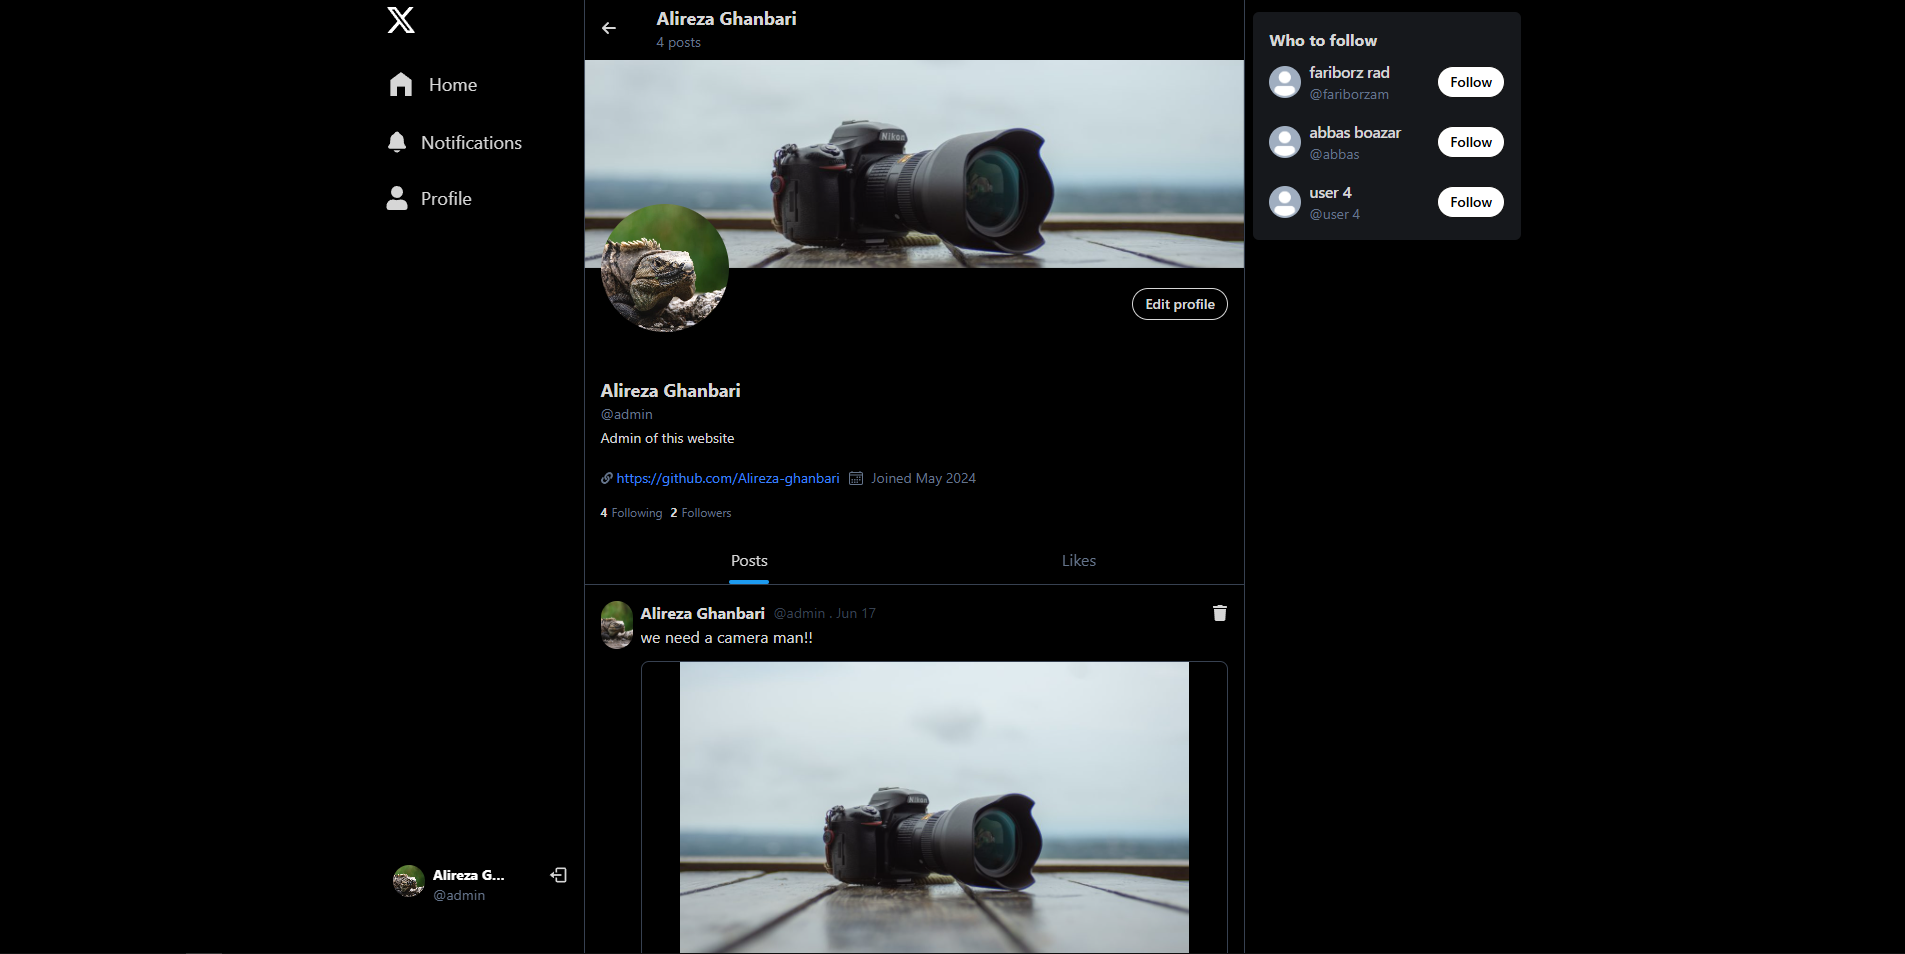 Home
Notifications
Profile
Alireza G...
@admin
Alireza Ghanbari
4 posts
Nikon
Edit profile
Alireza Ghanbari
@admin
Admin of this website
https://github.com/Alireza-ghanbari Joined May 2024
4 Following 2 Followers
Posts Likes
Alireza Ghanbari @admin . Jun 17
we need a camera man!!
Nikon
Who to follow
fariborz rad
@fariborzam
Follow
abbas boazar
@abbas
Follow
user 4
@user 4
Follow